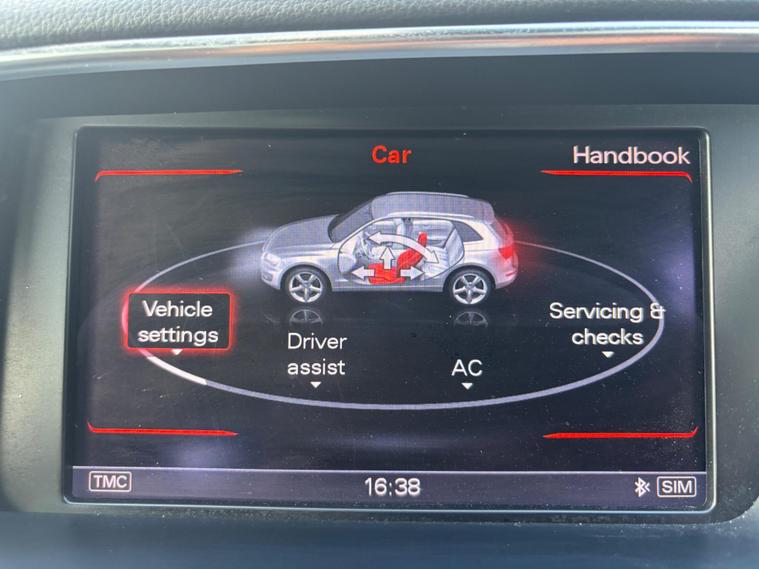 Car
Handbook
Vehicle
settings
Driver
assist
AC
Servicing &
checks
TMC
16:38
SIM